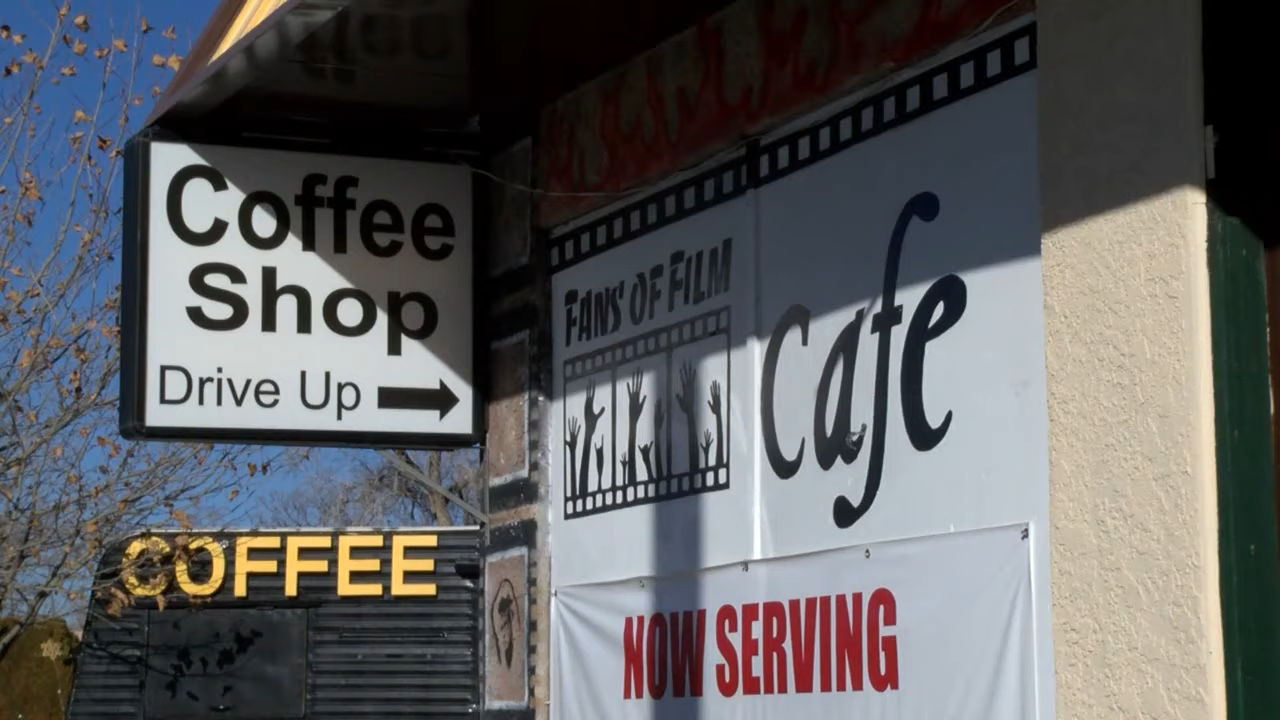 Coffee
Shop
Drive Up
COFFEE
FANS OF FILM
Cafe
NOW SERVING